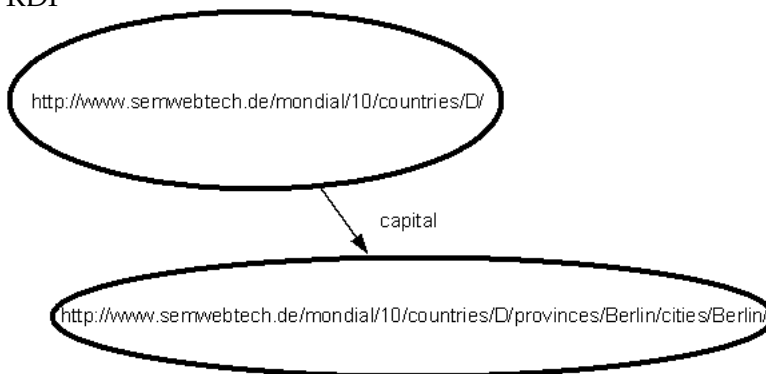 RDF
http://www.semwebtech.de/mondial/10/countries/D/
capital
http://www.semwebtech.de/mondial/10/countries/D/provinces/Berlin/cities/Berlin/